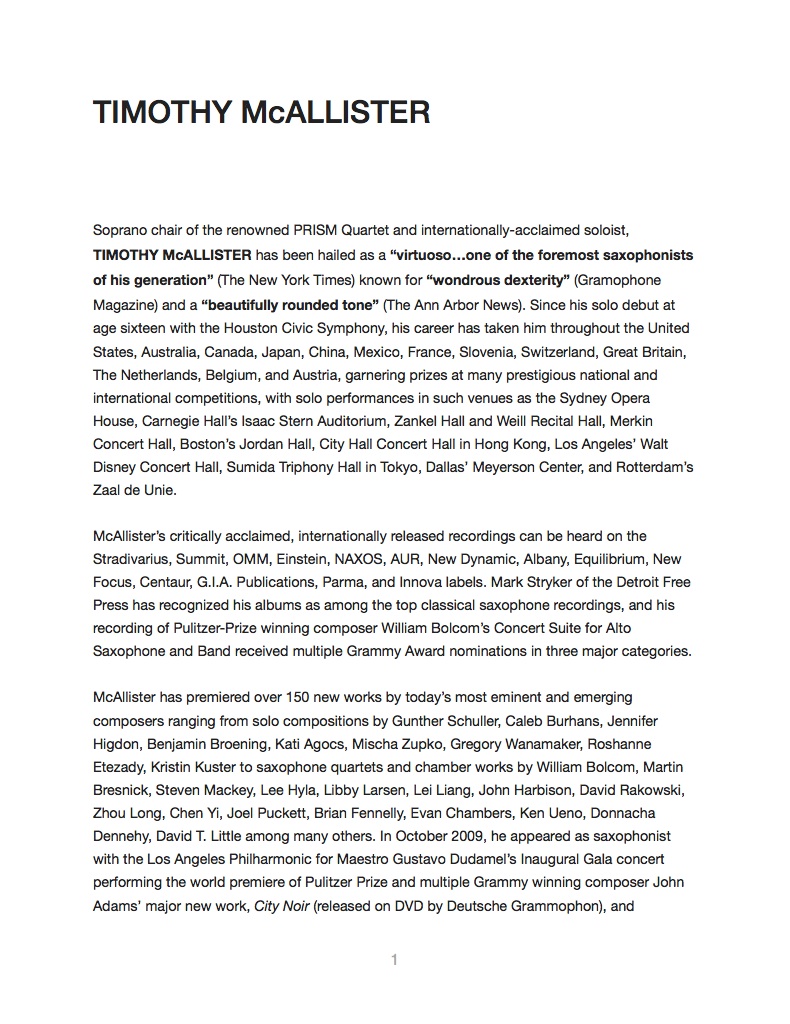 TIMOTHY McALLISTER
Soprano chair of the renowned PRISM Quartet and internationally-acclaimed soloist,
TIMOTHY McALLISTER has been hailed as a “virtuoso…one of the foremost saxophonists
of his generation” (The New York Times) known for “wondrous dexterity” (Gramophone
Magazine) and a “beautifully rounded tone” (The Ann Arbor News). Since his solo debut at
age sixteen with the Houston Civic Symphony, his career has taken him throughout the United
States, Australia, Canada, Japan, China, Mexico, France, Slovenia, Switzerland, Great Britain,
The Netherlands, Belgium, and Austria, garnering prizes at many prestigious national and
international competitions, with solo performances in such venues as the Sydney Opera
House, Carnegie Hall’s Isaac Stern Auditorium, Zankel Hall and Weill Recital Hall, Merkin
Concert Hall, Boston’s Jordan Hall, City Hall Concert Hall in Hong Kong, Los Angeles’ Walt
Disney Concert Hall, Sumida Triphony Hall in Tokyo, Dallas’ Meyerson Center, and Rotterdam’s
Zaal de Unie.
McAllister’s critically acclaimed, internationally released recordings can be heard on the
Stradivarius, Summit, OMM, Einstein, NAXOS, AUR, New Dynamic, Albany, Equilibrium, New
Focus, Centaur, G.I.A. Publications, Parma, and Innova labels. Mark Stryker of the Detroit Free
Press has recognized his albums as among the top classical saxophone recordings, and his
recording of Pulitzer-Prize winning composer William Bolcom’s Concert Suite for Alto
Saxophone and Band received multiple Grammy Award nominations in three major categories.
McAllister has premiered over 150 new works by today’s most eminent and emerging
composers ranging from solo compositions by Gunther Schuller, Caleb Burhans, Jennifer
Higdon, Benjamin Broening, Kati Agocs, Mischa Zupko, Gregory Wanamaker, Roshanne
Etezady, Kristin Kuster to saxophone quartets and chamber works by William Bolcom, Martin
Bresnick, Steven Mackey, Lee Hyla, Libby Larsen, Lei Liang, John Harbison, David Rakowski,
Zhou Long, Chen Yi, Joel Puckett, Brian Fennelly, Evan Chambers, Ken Ueno, Donnacha
Dennehy, David T. Little among many others. In October 2009, he appeared as saxophonist
with the Los Angeles Philharmonic for Maestro Gustavo Dudamel’s Inaugural Gala concert
performing the world premiere of Pulitzer Prize and multiple Grammy winning composer John
Adams’ major new work, City Noir (released on DVD by Deutsche Grammophon), and
1